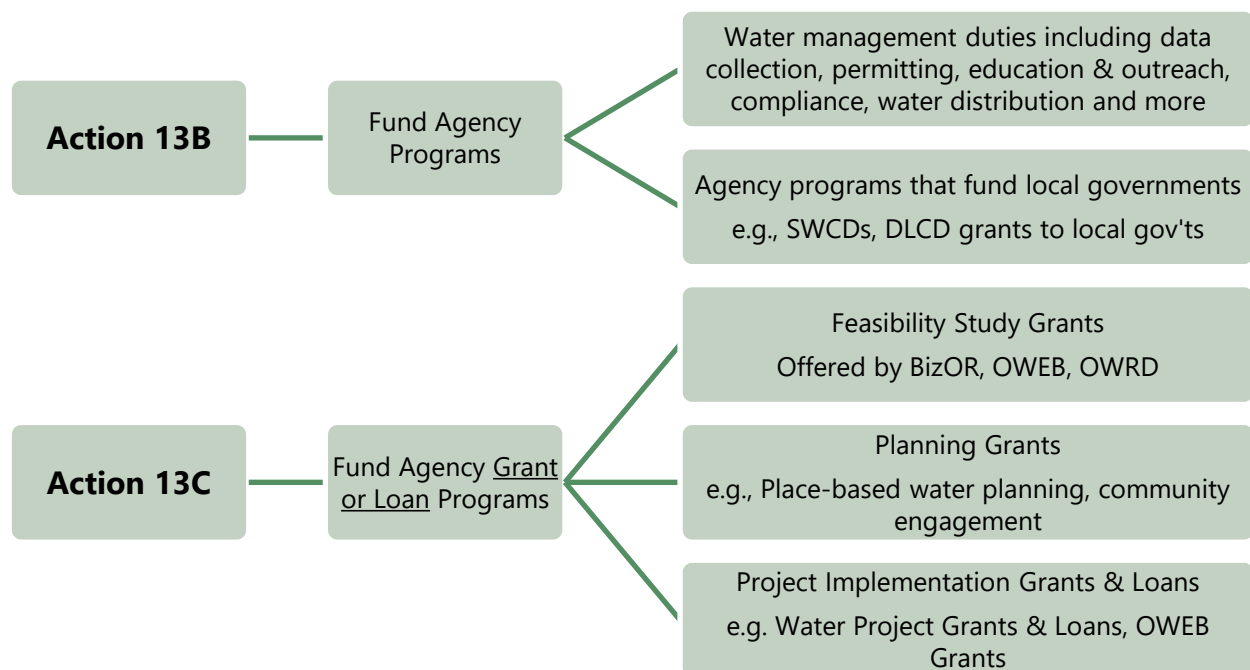 Action 13B
Fund Agency
Programs
Water management duties including data
collection, permitting, education & outreach,
compliance, water distribution and more
Agency programs that fund local governments
e.g., SWCDs, DLCD grants to local gov'ts
Action 13C
Fund Agency Grant
or Loan Programs
Feasibility Study Grants
Offered by BizOR, OWEB, OWRD
Planning Grants
e.g., Place-based water planning, community
engagement
Project Implementation Grants & Loans
e.g. Water Project Grants & Loans, OWEB
Grants